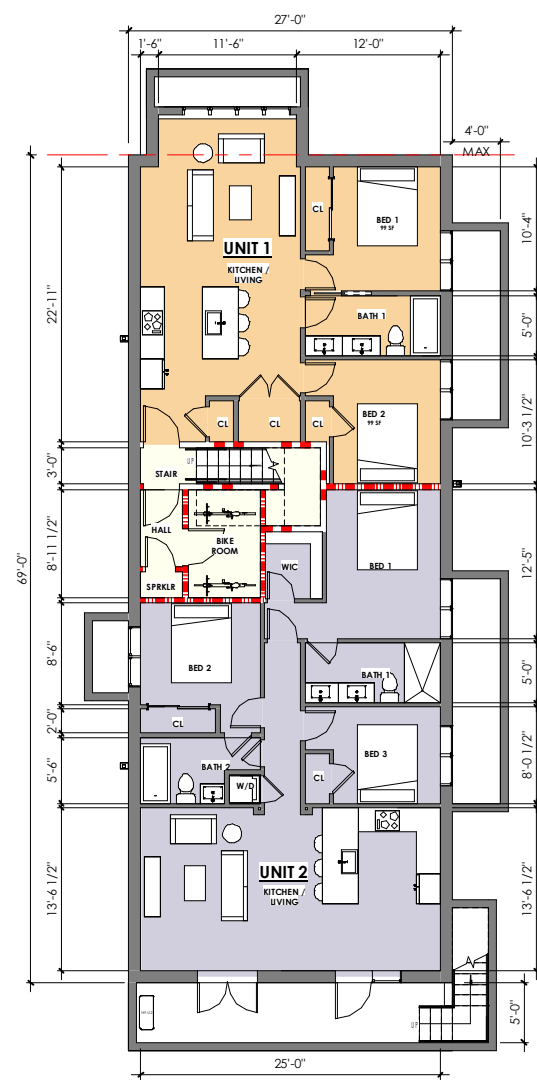 27'-0"
1'-6"
11'-6"
12'-0"
4'-0"
MAX
CL
BED 1
99 SF
10'-4"
UNIT 1
KITCHEN /
LIVING
22'-11"
BATH 1
5'-0"
BED 2
99 SF
10'-3 1/2"
CL
CL
CL
3'-0"
UP
STAIR
HALL
BIKE
ROOM
8'-11 1/2"
SPRKLR
WIC
BED 1
12'-5"
69'-0"
BED 2
8'-6"
BATH 1
5'-0"
CL
2'-0"
BATH 2
5'-6"
W/D
CL
BED 3
8'-0 1/2"
UNIT 2
KITCHEN /
LIVING
13'-6 1/2"
13'-6 1/2"
UP
5'-0"
25'-0"